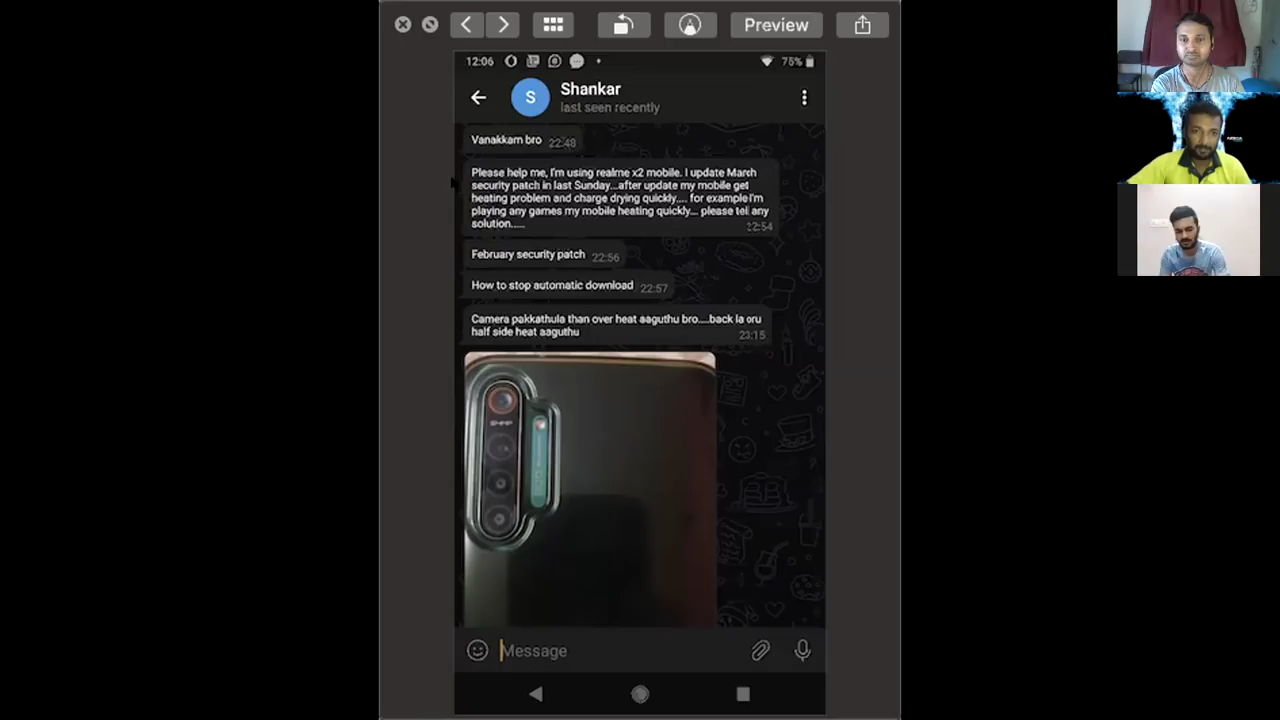 Preview
12:06 75%
S Shankar
last seen recently
Vanakkam bro 22:48
Please help me, I'm using realme x2 mobile. I update March
security patch in last Sunday...after update my mobile get
heating problem and charge drying quickly.... for example I'm
playing any games my mobile heating quickly... please tel any
solution.....
22:54
February security patch 22:56
How to stop automatic download 22:57
Camera pakkathula than over heat aaguthu bro....back la oru
half side heat aaguthu
23:15
Message